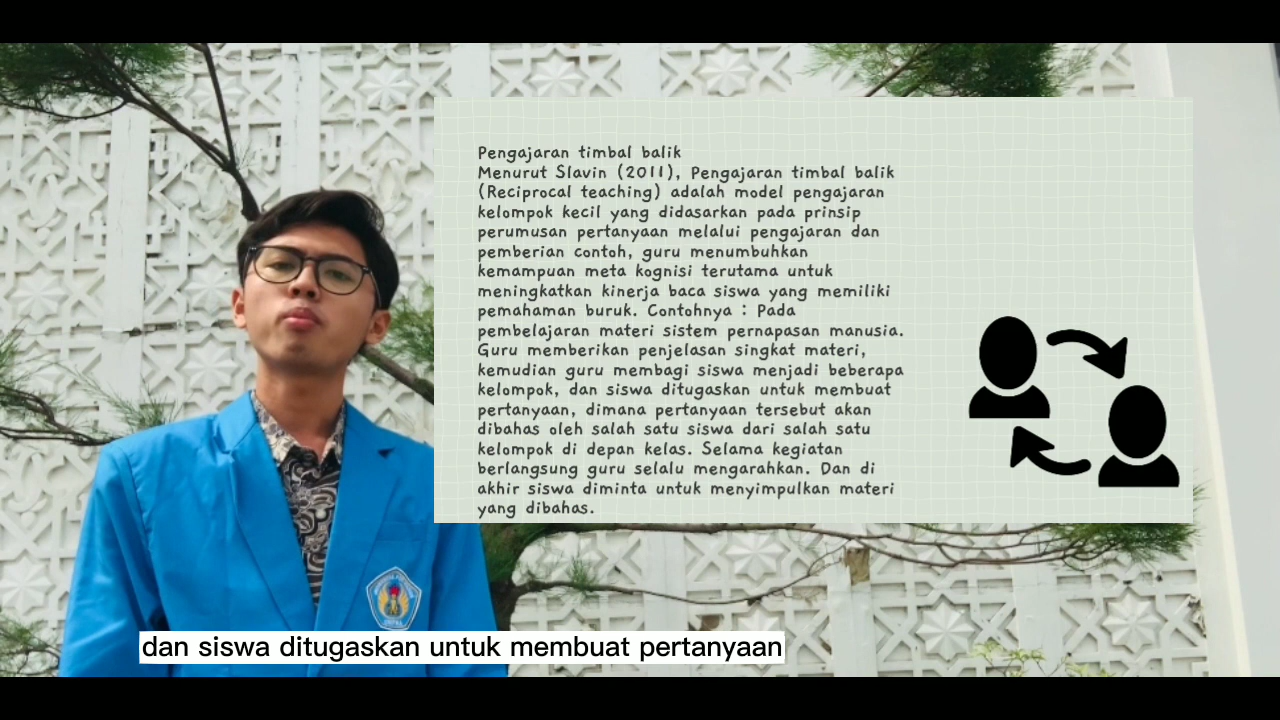 Pengajaran timbal balik
Menurut Slavin (2011), Pengajaran timbal balik
(Reciprocal teaching) adalah model pengajaran
kelompok kecil yang didasarkan pada prinsip
perumusan pertanyaan melalui pengajaran dan
pemberian contoh, guru menumbuhkan
kemampuan meta kognisi terutama untuk
meningkatkan kinerja baca siswa yang memiliki
pemahaman buruk. Contohnya : Pada
pembelajaran materi sistem pernapasan manusia.
Guru memberikan penjelasan singkat materi,
kemudian guru membagi siswa menjadi beberapa
kelompok, dan siswa ditugaskan untuk membuat
pertanyaan, dimana pertanyaan tersebut akan
dibahas oleh salah satu siswa dari salah satu
kelompok di depan kelas. Selama kegiatan
berlangsung guru selalu mengarahkan. Dan di
akhir siswa diminta untuk menyimpulkan materi
yang dibahas.
dan siswa ditugaskan untuk membuat pertanyaan